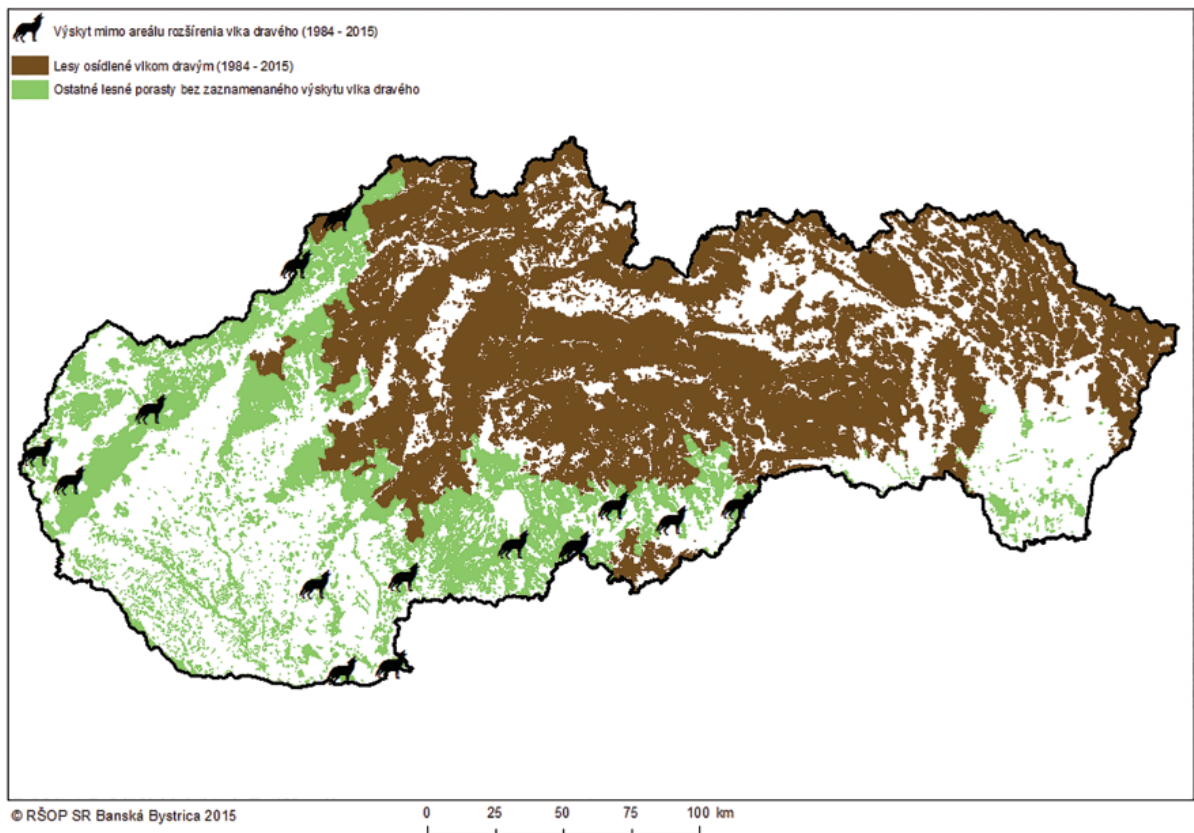 Výskyt mimo areálu rozšírenia vlka dravého (1984 - 2015)
Lesy osídlené vlkom dravým (1984 - 2015)
Ostatné lesné porasty bez zaznamenaného výskytu vlka dravého
© RŠOP SR Banská Bystrica 2015
0 25 50 75 100 km